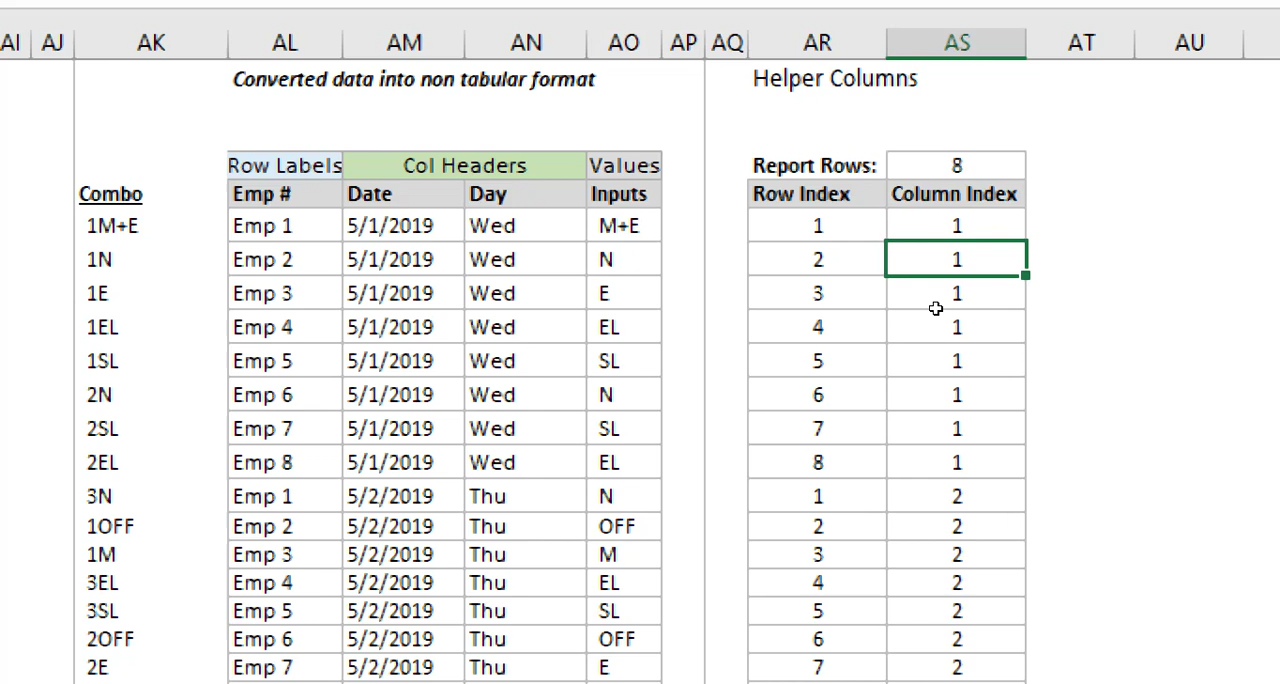 AI AJ AK AL AM AN AO AP AQ AR AS AT AU
Converted data into non tabular format Helper Columns
Row Labels Col Headers Values Report Rows: 8
Combo Emp # Date Day Inputs Row Index Column Index
1M+E Emp 1 5/1/2019 Wed M+E 1 1
1N Emp 2 5/1/2019 Wed N 2 1
1E Emp 3 5/1/2019 Wed E 3 1
1EL Emp 4 5/1/2019 Wed EL 4 1
1SL Emp 5 5/1/2019 Wed SL 5 1
2N Emp 6 5/1/2019 Wed N 6 1
2SL Emp 7 5/1/2019 Wed SL 7 1
2EL Emp 8 5/1/2019 Wed EL 8 1
3N Emp 1 5/2/2019 Thu N 1 2
1OFF Emp 2 5/2/2019 Thu OFF 2 2
1M Emp 3 5/2/2019 Thu M 3 2
3EL Emp 4 5/2/2019 Thu EL 4 2
3SL Emp 5 5/2/2019 Thu SL 5 2
2OFF Emp 6 5/2/2019 Thu OFF 6 2
2E Emp 7 5/2/2019 Thu E 7 2